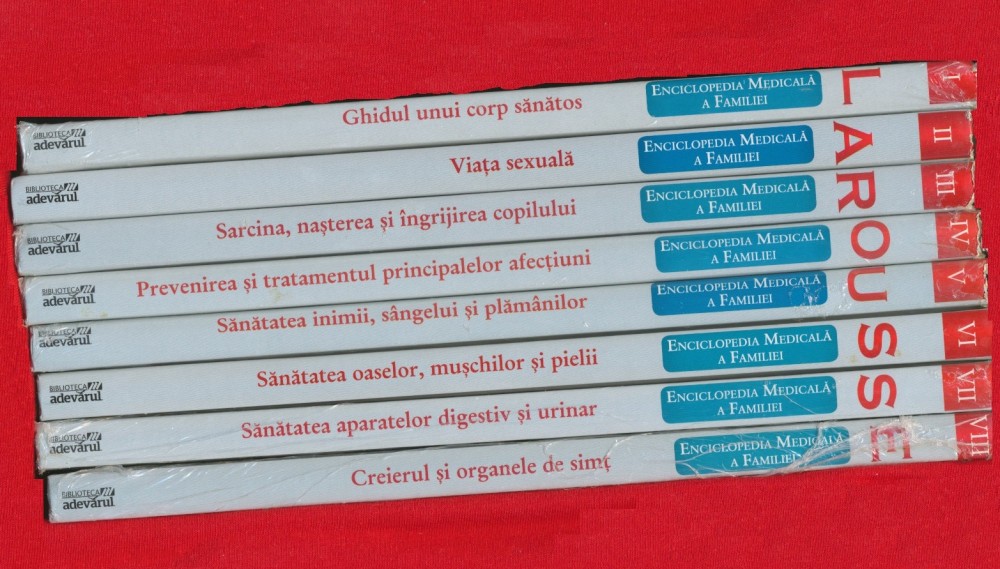 BIBLIOTECA
adevărul
Ghidul unui corp sănătos
ENCICLOPEDIA MEDICALĂ
A FAMILIEI
L
I
BIBLIOTECA
adevărul
Viața sexuală
ENCICLOPEDIA MEDICALĂ
A FAMILIEI
A
II
BIBLIOTECA
adevărul
Sarcina, nașterea și îngrijirea copilului
ENCICLOPEDIA MEDICALĂ
A FAMILIEI
R
III
BIBLIOTECA
adevărul
Prevenirea și tratamentul principalelor afecțiuni
ENCICLOPEDIA MEDICALĂ
A FAMILIEI
O
IV
BIBLIOTECA
adevărul
Sănătatea inimii, sângelui și plămânilor
ENCICLOPEDIA MEDICALĂ
A FAMILIEI
U
V
BIBLIOTECA
adevărul
Sănătatea oaselor, mușchilor și pielii
ENCICLOPEDIA MEDICALĂ
A FAMILIEI
S
VI
BIBLIOTECA
adevărul
Sănătatea aparatelor digestiv și urinar
ENCICLOPEDIA MEDICALĂ
A FAMILIEI
S
VII
BIBLIOTECA
adevărul
Creierul și organele de simț
ENCICLOPEDIA MEDICALĂ
A FAMILIEI
E
VIII